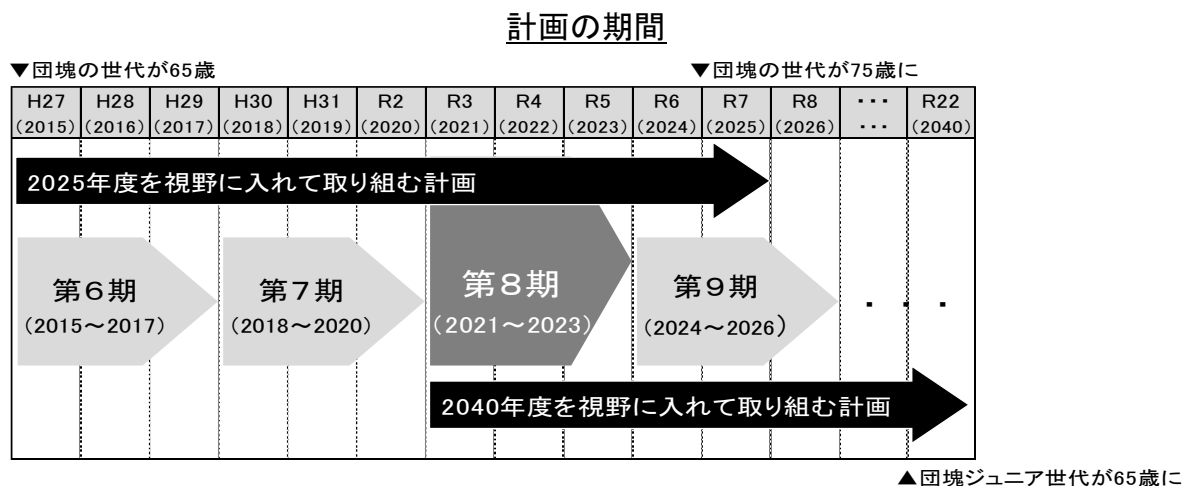 計画の期間
▼団塊の世代が65歳 ▼団塊の世代が75歳に
H27 H28 H29 H30 H31 R2 R3 R4 R5 R6 R7 R8 ・・・ R22
(2015) (2016) (2017) (2018) (2019) (2020) (2021) (2022) (2023) (2024) (2025) (2026) ・・・ (2040)
2025年度を視野に入れて取り組む計画
第6期 第7期 第8期 第9期 ・・・
(2015～2017) (2018～2020) (2021～2023) (2024～2026)
2040年度を視野に入れて取り組む計画
▲団塊ジュニア世代が65歳に